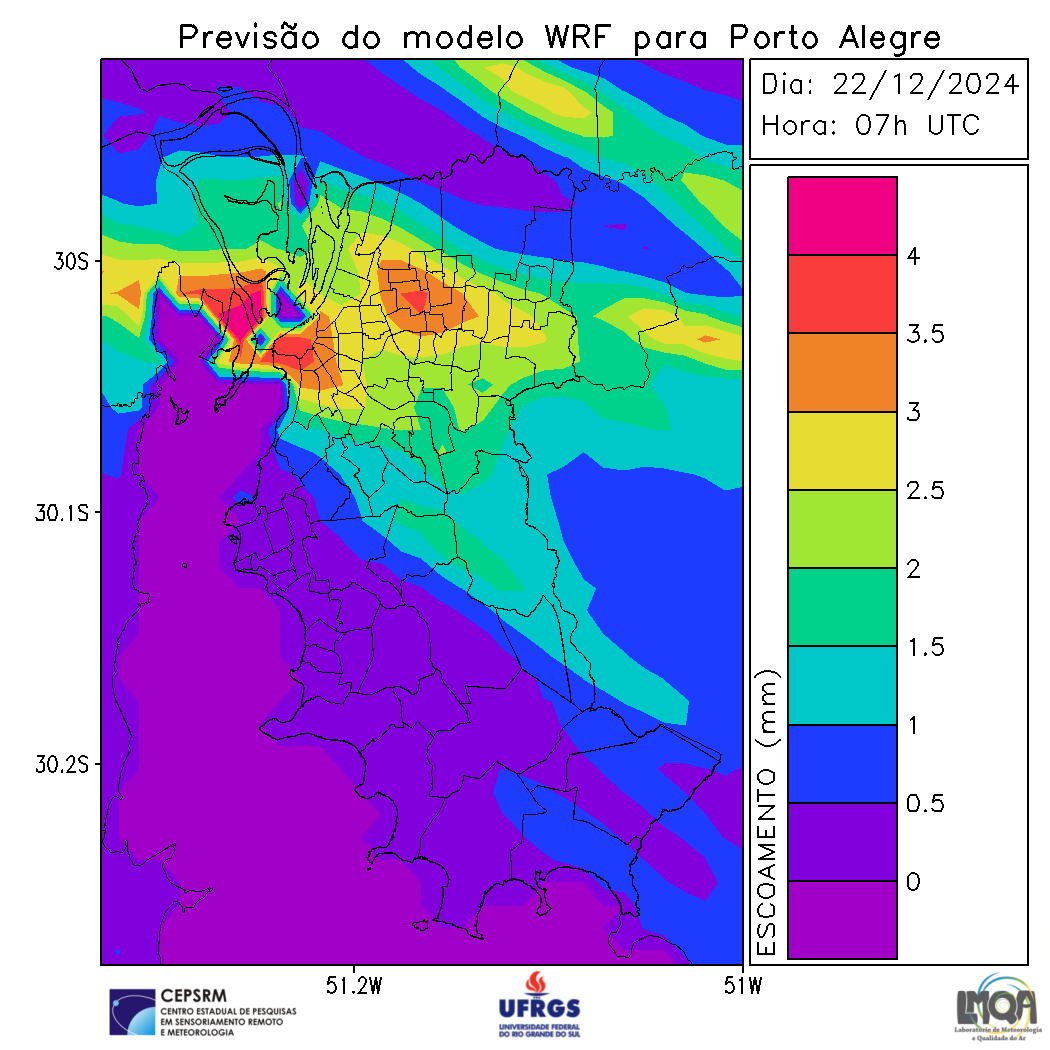 Previsão do modelo WRF para Porto Alegre
Dia: 22/12/2024
Hora: 07h UTC
30S
30.1S
30.2S
51.2W
51W
4
3.5
3
2.5
2
1.5
1
0.5
0
ESCOAMENTO (mm)
CEPSRM
CENTRO ESTADUAL DE PESQUISAS
EM SENSORIAMENTO REMOTO
E METEOROLOGIA
UFRGS
UNIVERSIDADE FEDERAL
DO RIO GRANDE DO SUL
LMQA
Laboratório de Meteorologia
e Qualidade do Ar